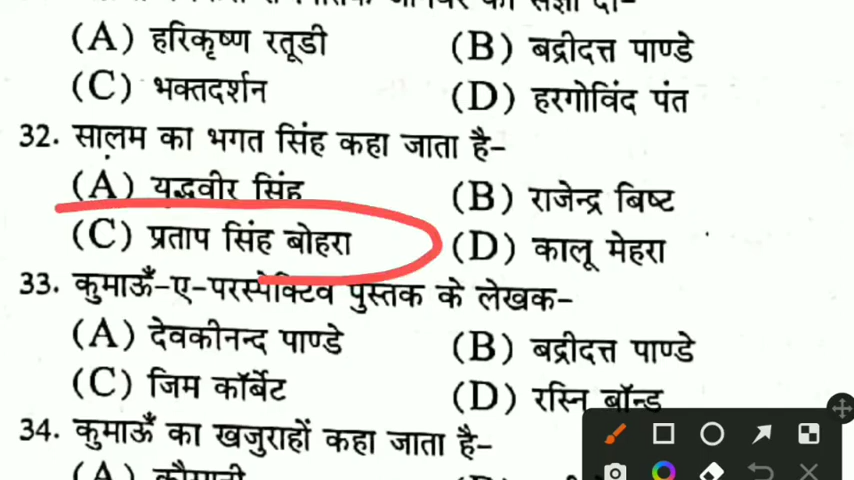 (A) हरिकृष्ण रतूडी (B) बद्रीदत्त पाण्डे
(C) भक्तदर्शन (D) हरगोविंद पंत
32. सालम का भगत सिंह कहा जाता है-
(A) युद्धवीर सिंह (B) राजेन्द्र बिष्ट
(C) प्रताप सिंह बोहरा (D) कालू मेहरा
33. कुमाऊँ-ए-परस्पेक्टिव पुस्तक के लेखक-
(A) देवकीनन्द पाण्डे (B) बद्रीदत्त पाण्डे
(C) जिम कॉर्बेट (D) रस्नि बॉन्ड
34. कुमाऊँ का खजुराहों कहा जाता है-
(A) कौसानी